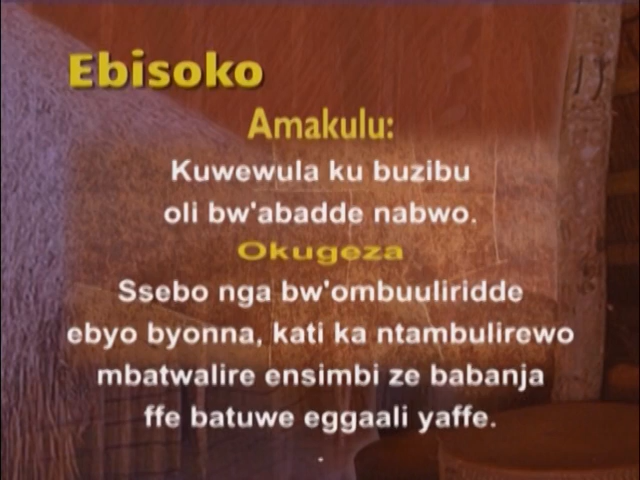 Ebisoko
Amakulu:
Kuwewula ku buzibu
oli bw'abadde nabwo.
Okugeza
Ssebo nga bw'ombuuliridde
ebyo byonna, kati ka ntambulirewo
mbatwalire ensimbi ze babanja
ffe batuwe eggaali yaffe.
.